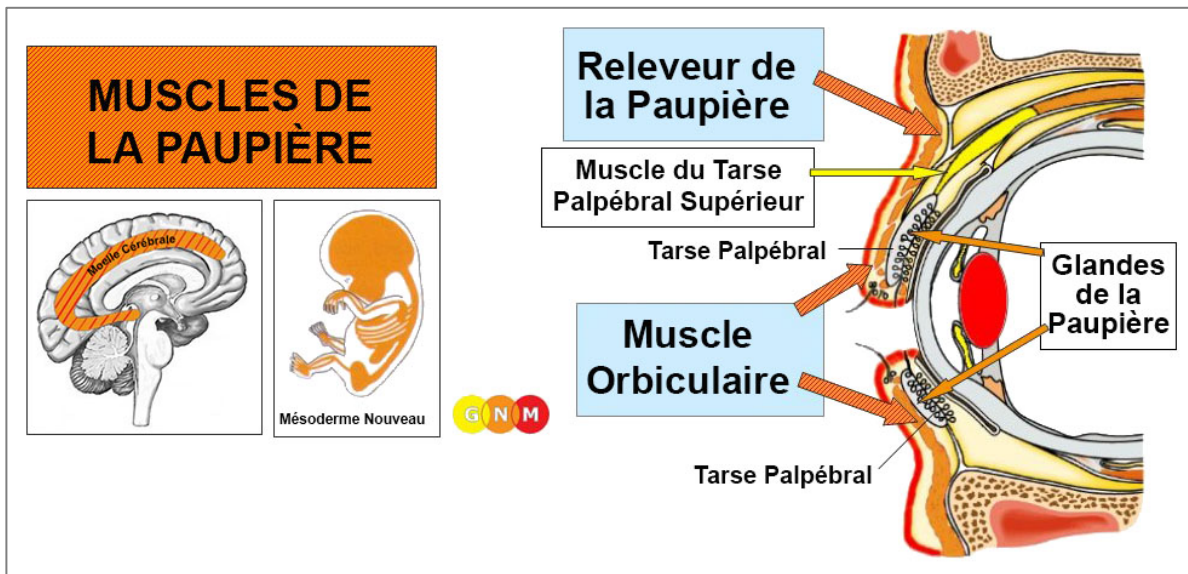 MUSCLES DE
LA PAUPIÈRE
Moelle Cérébrale
Mésoderme Nouveau
GNM
Releveur de
la Paupière
Muscle du Tarse
Palpébral Supérieur
Tarse Palpébral
Muscle
Orbiculaire
Glandes
de la
Paupière
Tarse Palpébral